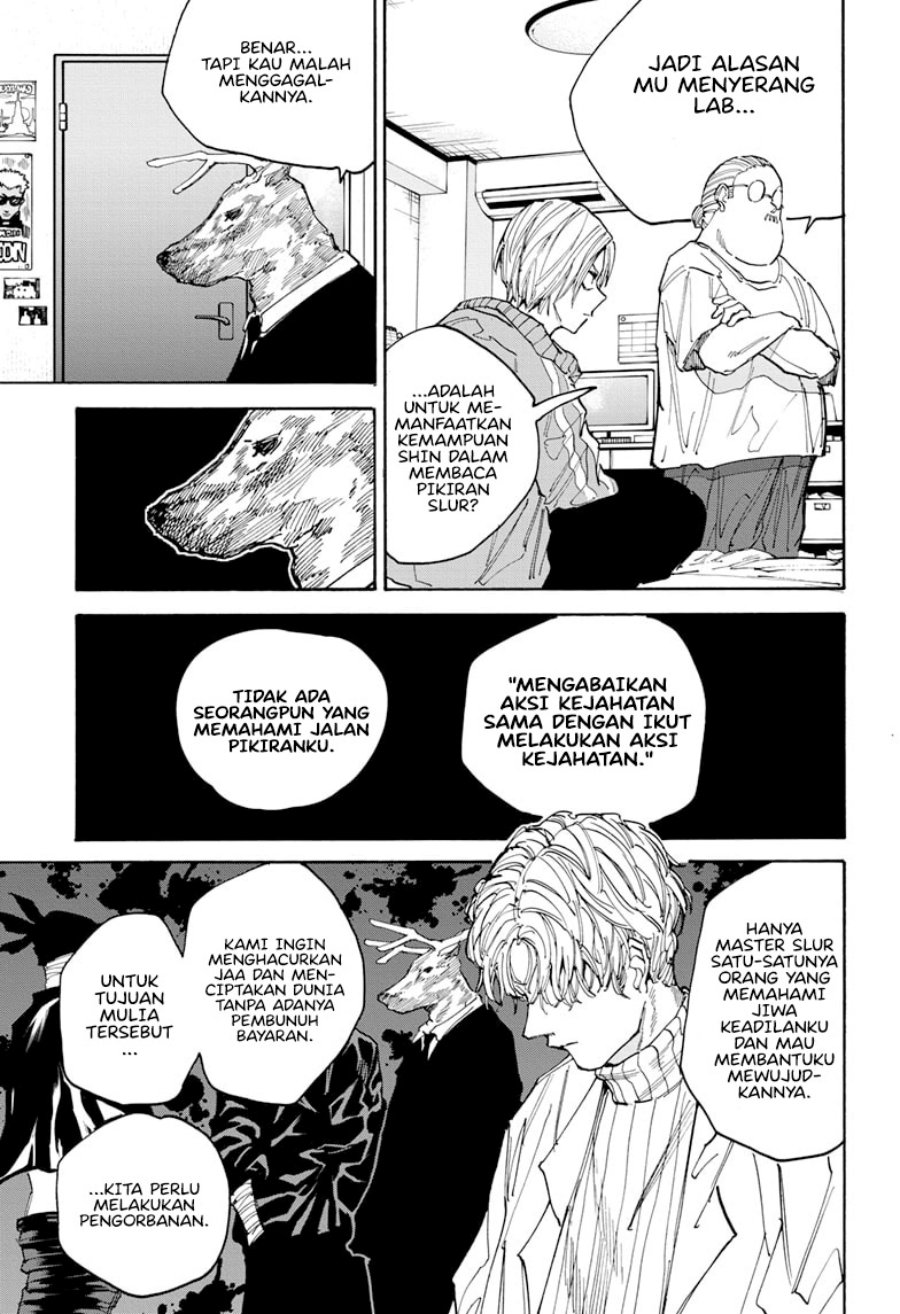 JADI ALASAN
MU MENYERANG
LAB...
...ADALAH
UNTUK ME-
MANFAATKAN
KEMAMPUAN
SHIN DALAM
MEMBACA
PIKIRAN
SLUR?
BENAR...
TAPI KAU MALAH
MENGGAGAL-
KANNYA.
"MENGABAIKAN
AKSI KEJAHATAN
SAMA DENGAN IKUT
MELAKUKAN AKSI
KEJAHATAN."
TIDAK ADA
SEORANGPUN YANG
MEMAHAMI JALAN
PIKIRANKU.
HANYA
MASTER SLUR
SATU-SATUNYA
ORANG YANG
MEMAHAMI
JIWA
KEADILANKU
DAN MAU
MEMBANTUKU
MEWUJUD-
KANNYA.
KAMI INGIN
MENGHACURKAN
JAA DAN MEN-
CIPTAKAN DUNIA
TANPA ADANYA
PEMBUNUH
BAYARAN.
UNTUK
TUJUAN
MULIA
TERSEBUT
...
...KITA PERLU
MELAKUKAN
PENGORBANAN.